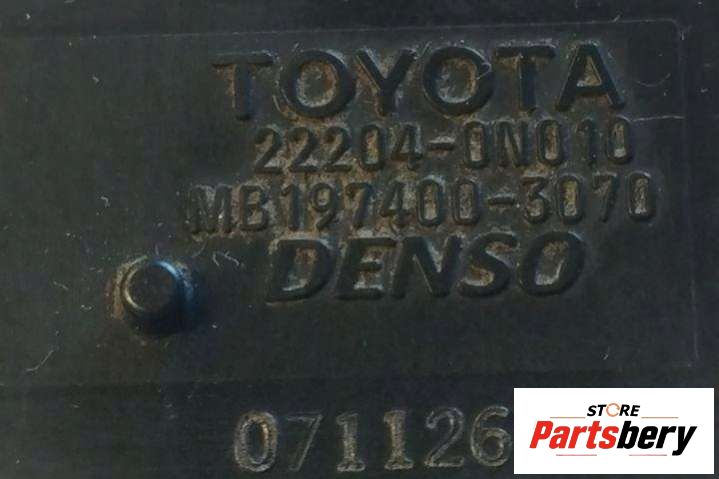 TOYOTA
22204-0N010
MB197400-3070
DENSO
071126
STORE
Partsbery